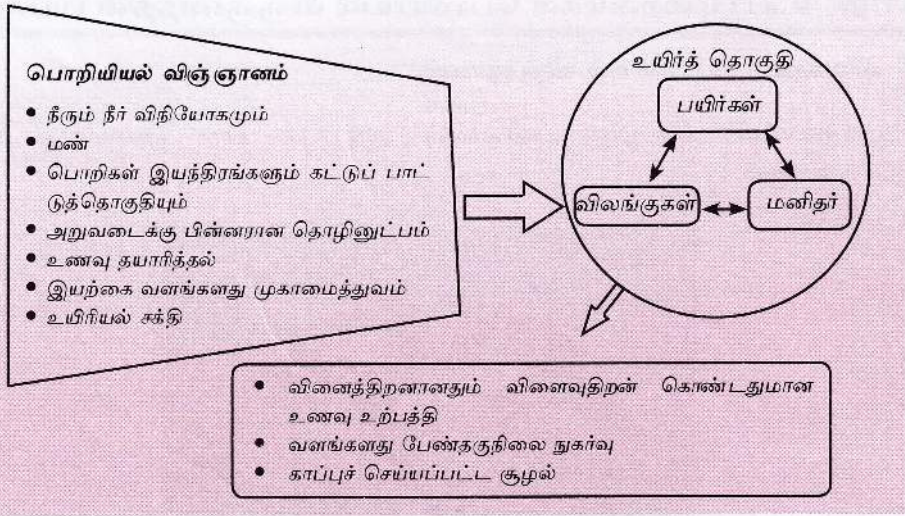 பொறியியல் விஞ்ஞானம்
• நீரும் நீர் விநியோகமும்
• மண்
• பொறிகள் இயந்திரங்களும் கட்டுப் பாட்
டுத்தொகுதியும்
• அறுவடைக்கு பின்னரான தொழினுட்பம்
• உணவு தயாரித்தல்
• இயற்கை வளங்களது முகாமைத்துவம்
• உயிரியல் சக்தி
உயிர்த் தொகுதி
பயிர்கள்
விலங்குகள்
மனிதர்
• வினைத்திறனானதும் விளைவுதிறன் கொண்டதுமான
உணவு உற்பத்தி
• வளங்களது பேண்தகுநிலை நுகர்வு
• காப்புச் செய்யப்பட்ட சூழல்